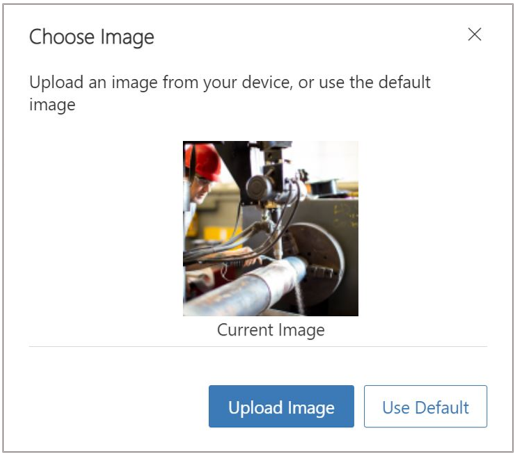 Choose Image
Upload an image from your device, or use the default
image
Current Image
Upload Image
Use Default